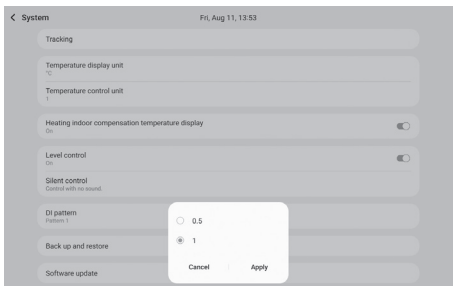 System
Fri, Aug 11, 13:53
Tracking
Temperature display unit
°C
Temperature control unit
1
Heating indoor compensation temperature display
On
Level control
On
Silent control
Control with no sound.
DI pattern
Pattern 1
0.5
Back up and restore
1
Cancel Apply
Software update